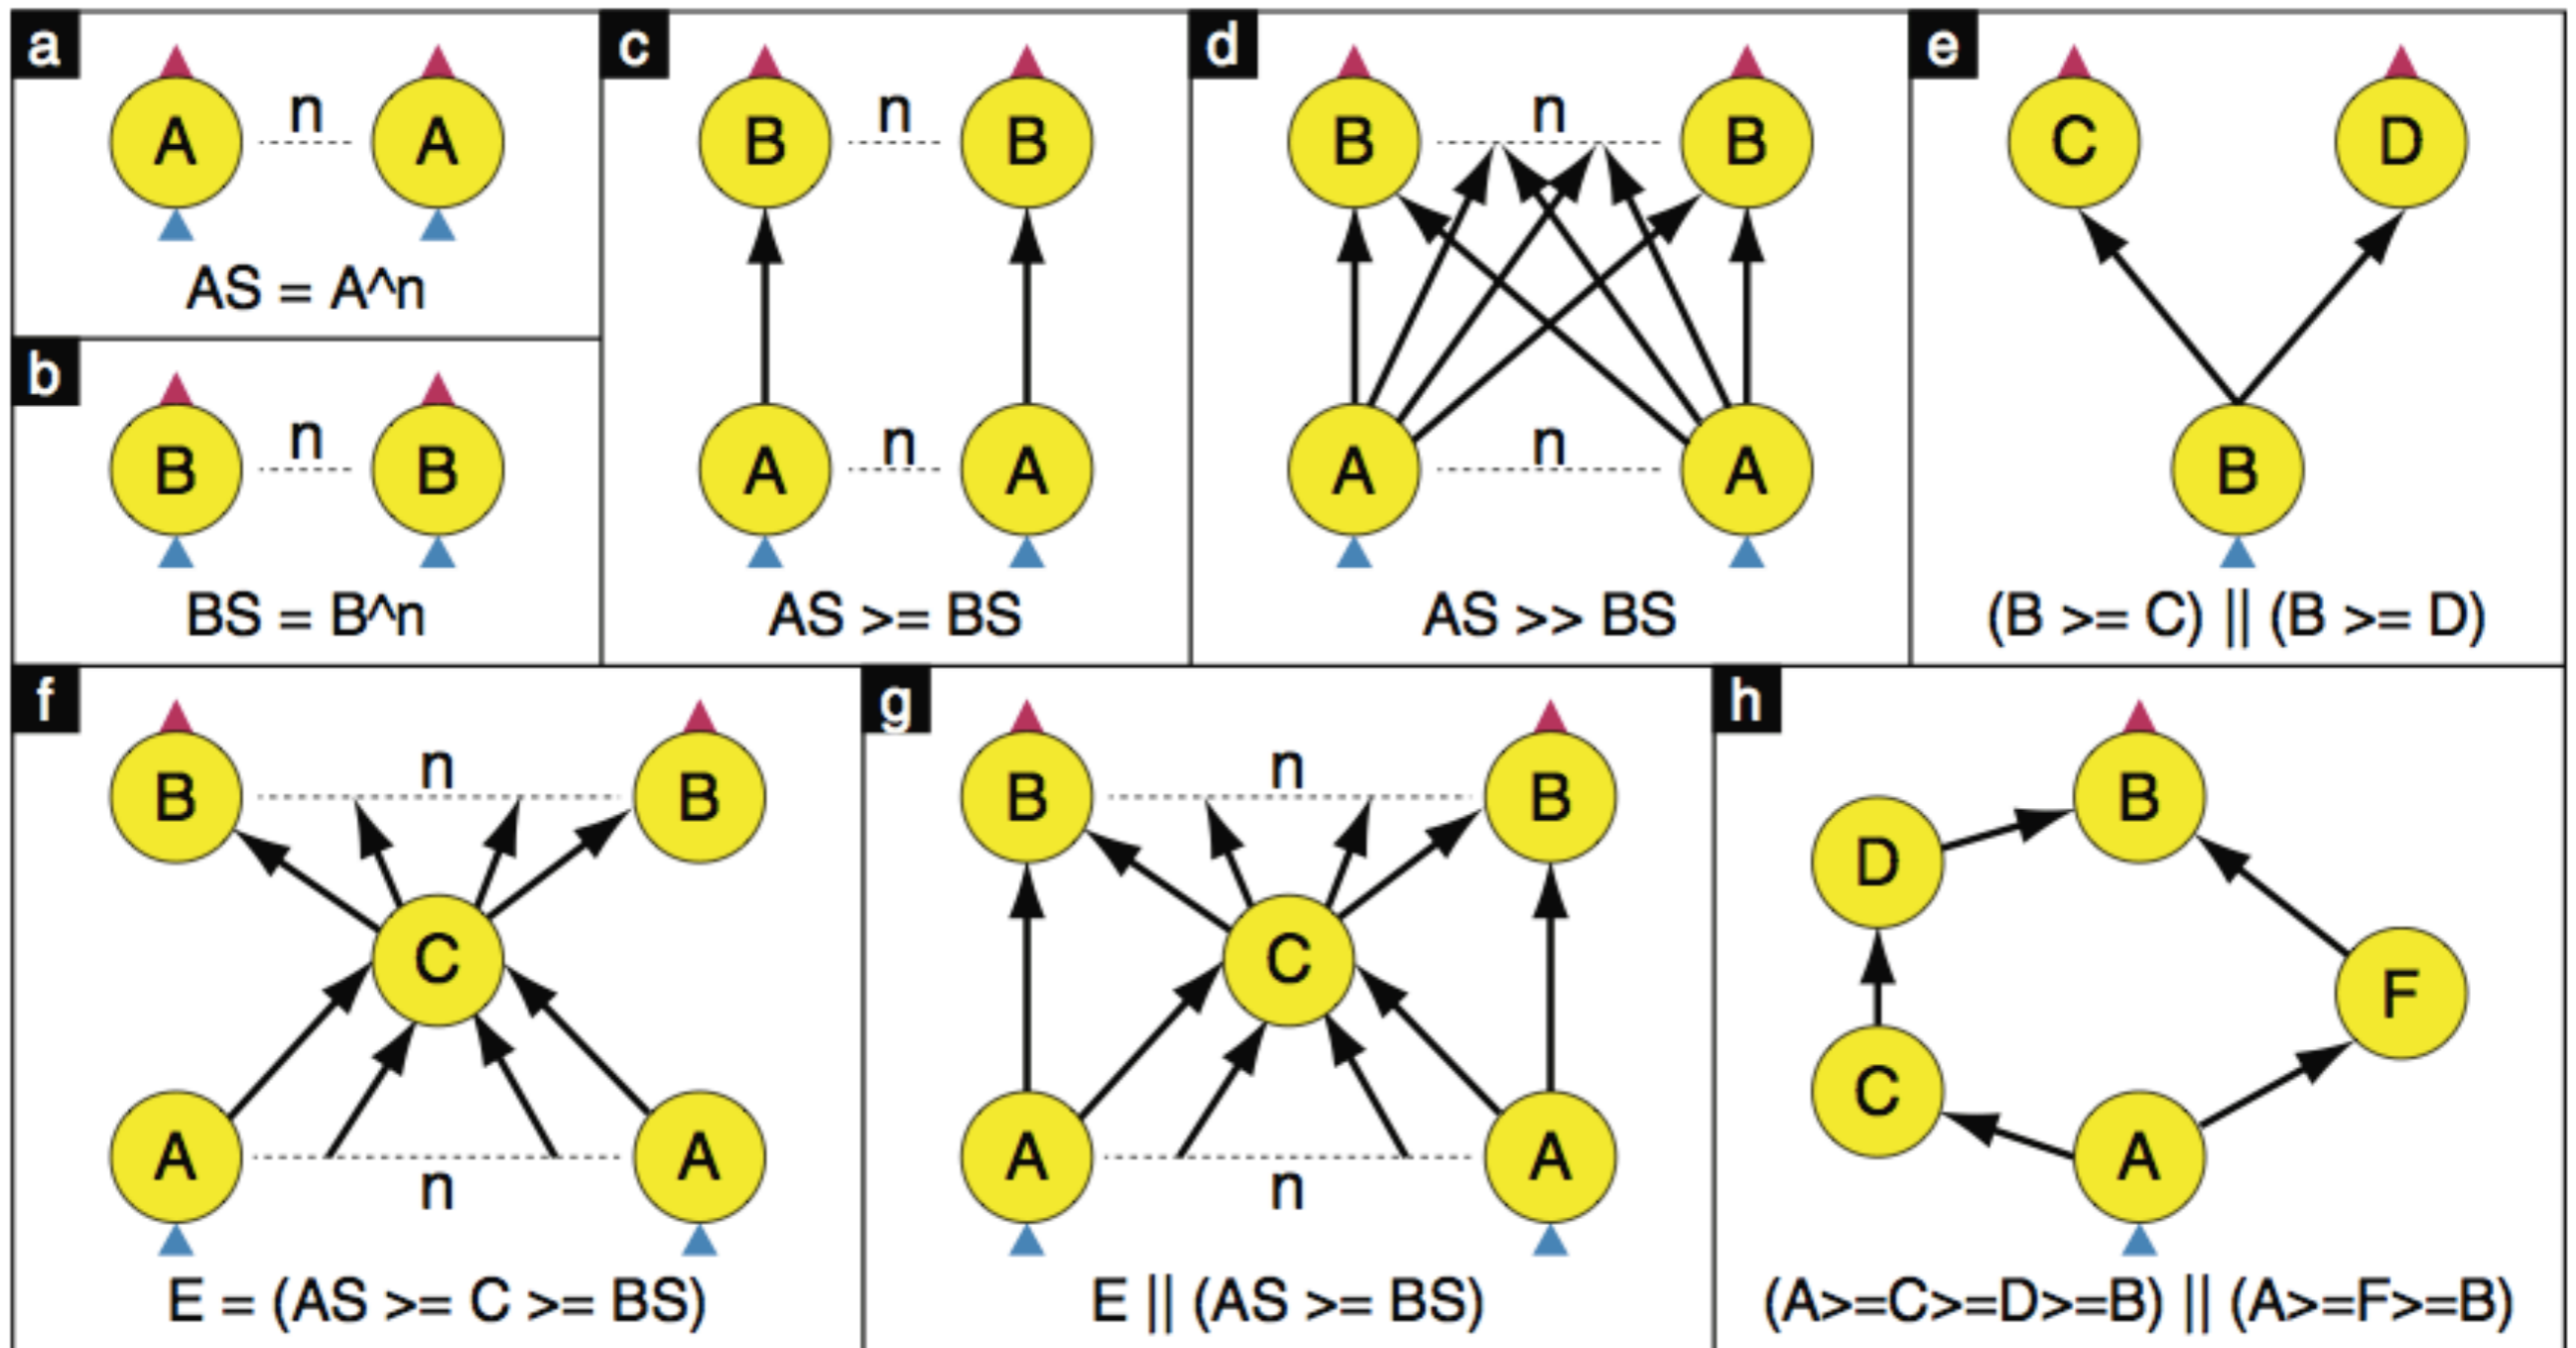 a
A n A
AS = A^n
b
B n B
BS = B^n
c
B n B
A n A
AS >= BS
d
B n B
A n A
AS >> BS
e
C D
B
(B >= C) || (B >= D)
f
B n B
C
A n A
E = (AS >= C >= BS)
g
B n B
C
A n A
E || (AS >= BS)
h
B
D
F
C
A
(A>=C>=D>=B) || (A>=F>=B)